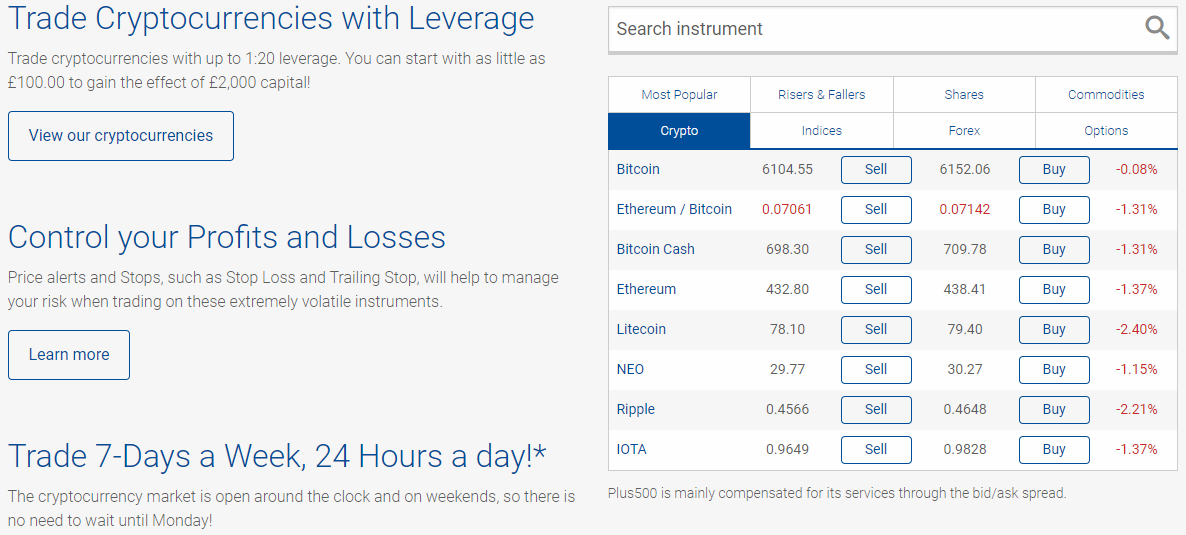 Trade Cryptocurrencies with Leverage
Trade cryptocurrencies with up to 1:20 leverage. You can start with as little as
£100.00 to gain the effect of £2,000 capital!
View our cryptocurrencies
Control your Profits and Losses
Price alerts and Stops, such as Stop Loss and Trailing Stop, will help to manage
your risk when trading on these extremely volatile instruments.
Learn more
Trade 7-Days a Week, 24 Hours a day!*
The cryptocurrency market is open around the clock and on weekends, so there is
no need to wait until Monday!
Search instrument
Most Popular Risers & Fallers Shares Commodities
Crypto Indices Forex Options
Bitcoin 6104.55 Sell 6152.06 Buy -0.08%
Ethereum / Bitcoin 0.07061 Sell 0.07142 Buy -1.31%
Bitcoin Cash 698.30 Sell 709.78 Buy -1.31%
Ethereum 432.80 Sell 438.41 Buy -1.37%
Litecoin 78.10 Sell 79.40 Buy -2.40%
NEO 29.77 Sell 30.27 Buy -1.15%
Ripple 0.4566 Sell 0.4648 Buy -2.21%
IOTA 0.9649 Sell 0.9828 Buy -1.37%
Plus500 is mainly compensated for its services through the bid/ask spread.